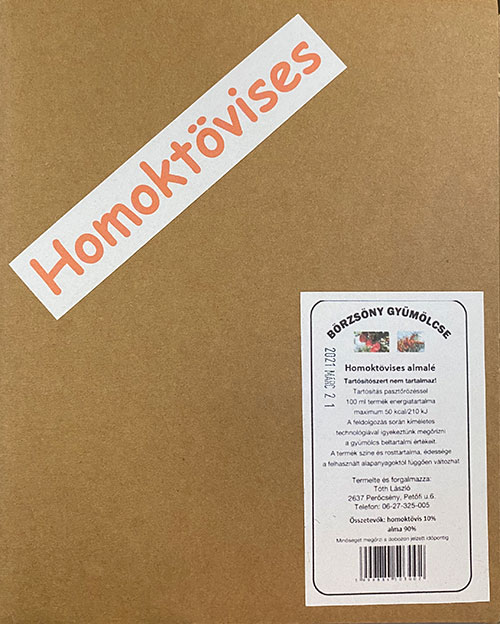 Homoktövises
BÖRZSÖNY GYÜMÖLCSE
2021 MÁRC 2 1
Homoktövises almalé
Tartósítószert nem tartalmaz!
Tartósítás pasztőrözéssel
100 ml termék energiatartalma
maximum 50 kcal/210 kJ
A feldolgozás során kíméletes
technológiával igyekeztünk megőrizni
a gyümölcs beltartalmi értékeit.
A termék színe és rosttartalma, édessége
a felhasznált alapanyagoktól függően változhat
Termelte és forgalmazza:
Tóth László
2637 Perőcsény, Petőfi u.6.
Telefon: 06-27-325-005
Összetevők: homoktövis 10%
alma 90%
Minőségét megőrzi a dobozon jelzett időpontig